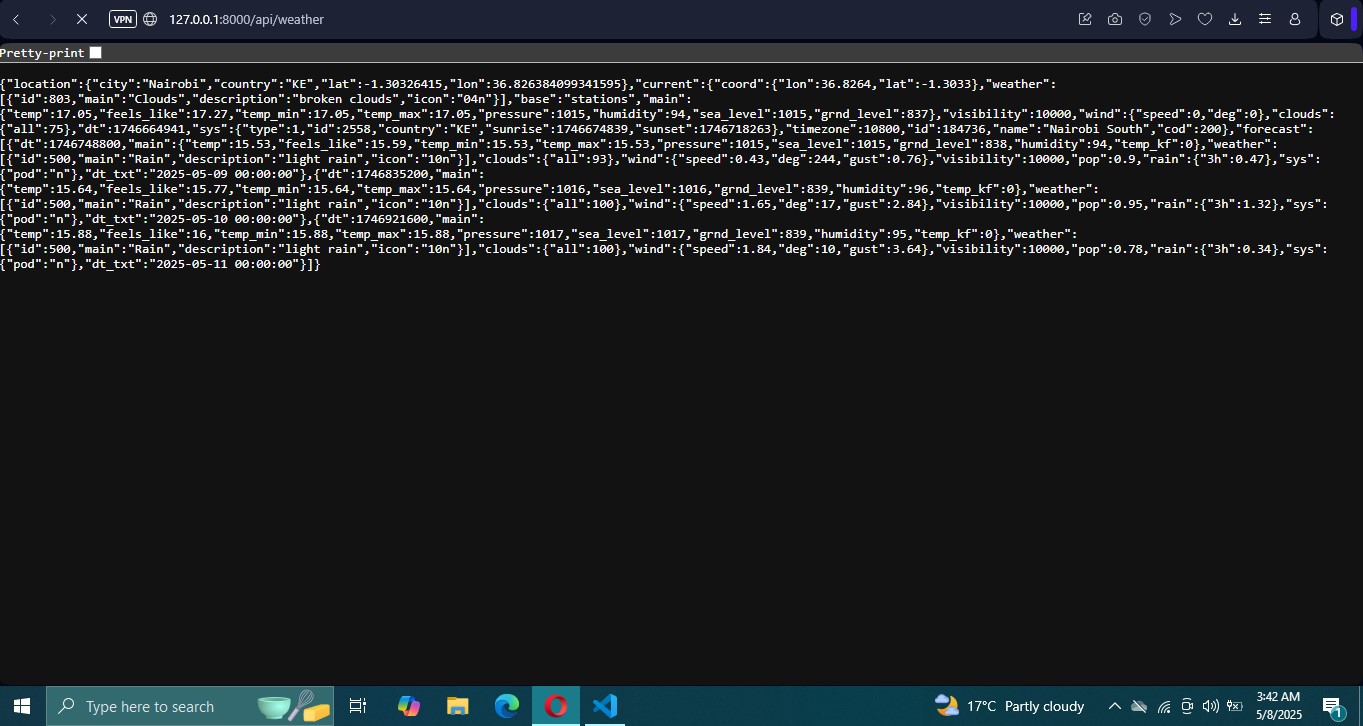 VPN 127.0.0.1:8000/api/weather
Pretty-print
{"location":{"city":"Nairobi","country":"KE","lat":-1.30326415,"lon":36.826384099341595},"current":{"coord":{"lon":36.8264,"lat":-1.3033},"weather":
[{"id":803,"main":"Clouds","description":"broken clouds","icon":"04n"}],"base":"stations","main":
{"temp":17.05,"feels_like":17.27,"temp_min":17.05,"temp_max":17.05,"pressure":1015,"humidity":94,"sea_level":1015,"grnd_level":837},"visibility":10000,"wind":{"speed":0,"deg":0},"clouds":
{"all":75},"dt":1746664941,"sys":{"type":1,"id":2558,"country":"KE","sunrise":1746674839,"sunset":1746718263},"timezone":10800,"id":184736,"name":"Nairobi South","cod":200},"forecast":
[{"dt":1746748800,"main":{"temp":15.53,"feels_like":15.59,"temp_min":15.53,"temp_max":15.53,"pressure":1015,"sea_level":1015,"grnd_level":838,"humidity":94,"temp_kf":0},"weather":
[{"id":500,"main":"Rain","description":"light rain","icon":"10n"}],"clouds":{"all":93},"wind":{"speed":0.43,"deg":244,"gust":0.76},"visibility":10000,"pop":0.9,"rain":{"3h":0.47},"sys":
{"pod":"n"},"dt_txt":"2025-05-09 00:00:00"},{"dt":1746835200,"main":
{"temp":15.64,"feels_like":15.77,"temp_min":15.64,"temp_max":15.64,"pressure":1016,"sea_level":1016,"grnd_level":839,"humidity":96,"temp_kf":0},"weather":
[{"id":500,"main":"Rain","description":"light rain","icon":"10n"}],"clouds":{"all":100},"wind":{"speed":1.65,"deg":17,"gust":2.84},"visibility":10000,"pop":0.95,"rain":{"3h":1.32},"sys":
{"pod":"n"},"dt_txt":"2025-05-10 00:00:00"},{"dt":1746921600,"main":
{"temp":15.88,"feels_like":16,"temp_min":15.88,"temp_max":15.88,"pressure":1017,"sea_level":1017,"grnd_level":839,"humidity":95,"temp_kf":0},"weather":
[{"id":500,"main":"Rain","description":"light rain","icon":"10n"}],"clouds":{"all":100},"wind":{"speed":1.84,"deg":10,"gust":3.64},"visibility":10000,"pop":0.78,"rain":{"3h":0.34},"sys":
{"pod":"n"},"dt_txt":"2025-05-11 00:00:00"}]}
Type here to search
17°C Partly cloudy
3:42 AM
5/8/2025
1